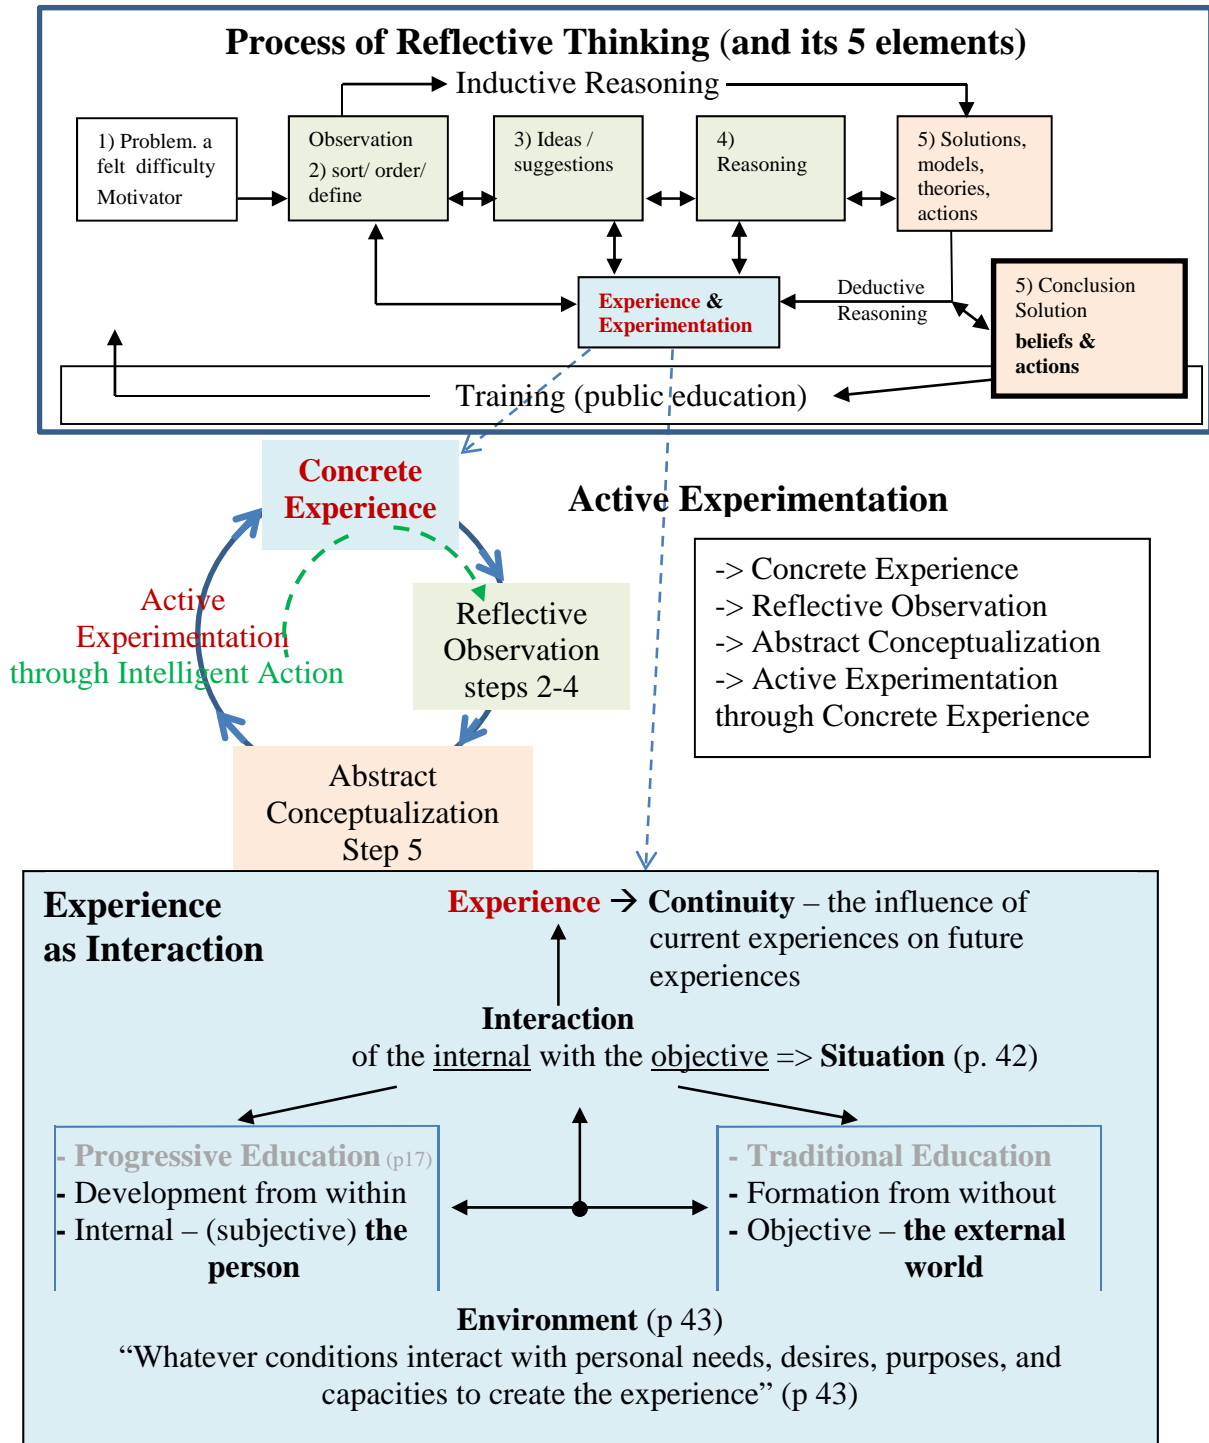 Process of Reflective Thinking (and its 5 elements)
Inductive Reasoning
1) Problem. a
felt difficulty
Motivator
Observation
2) sort/ order/
define
3) Ideas /
suggestions
4)
Reasoning
5) Solutions,
models,
theories,
actions
Experience &
Experimentation
Deductive
Reasoning
5) Conclusion
Solution
beliefs &
actions
Training (public education)
Concrete
Experience
Active Experimentation
Active
Experimentation
through Intelligent Action
Reflective
Observation
steps 2-4
Abstract
Conceptualization
Step 5
-> Concrete Experience
-> Reflective Observation
-> Abstract Conceptualization
-> Active Experimentation
through Concrete Experience
Experience
as Interaction
Experience → Continuity – the influence of
current experiences on future
experiences
Interaction
of the internal with the objective => Situation (p. 42)
- Progressive Education (p17)
- Development from within
- Internal – (subjective) the
person
- Traditional Education
- Formation from without
- Objective – the external
world
Environment (p 43)
“Whatever conditions interact with personal needs, desires, purposes, and
capacities to create the experience” (p 43)